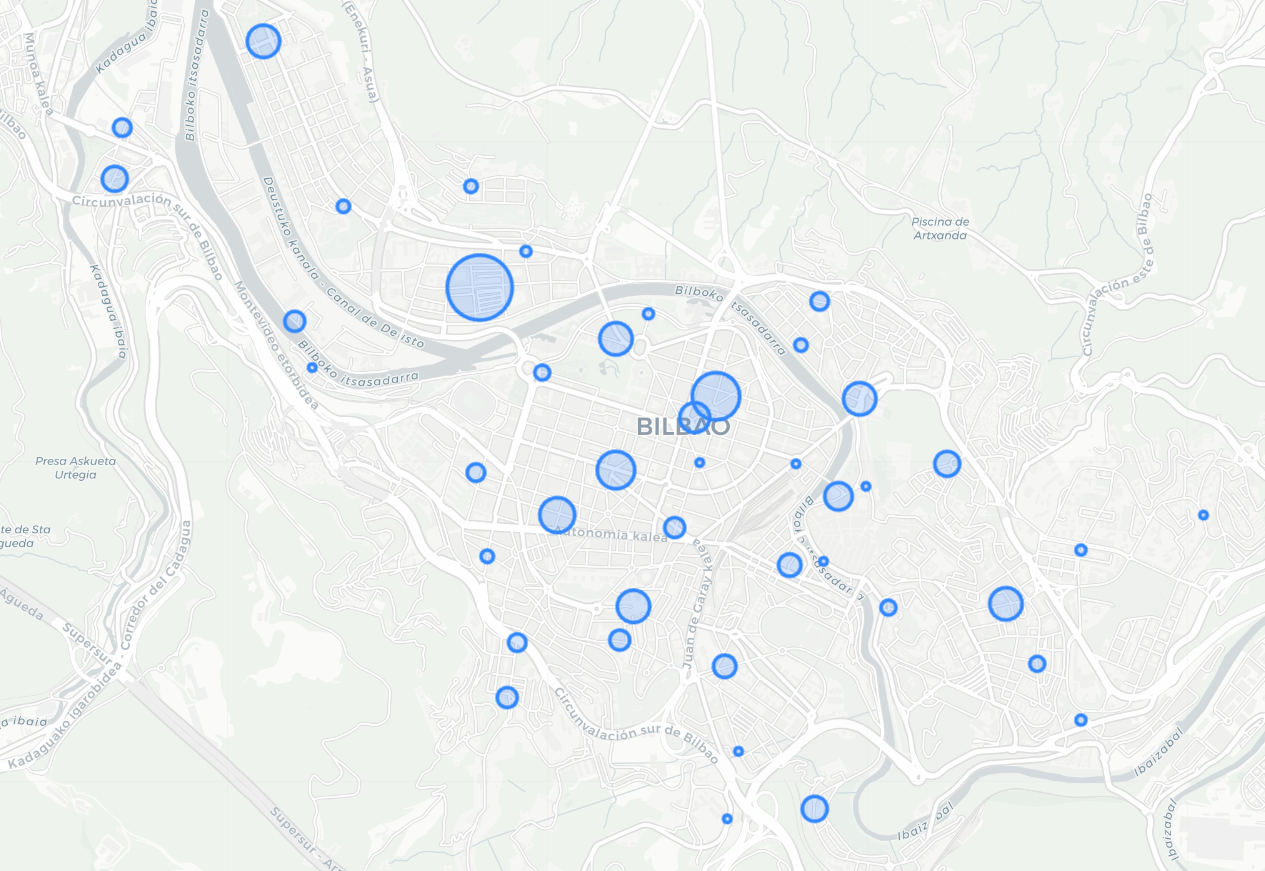 Kadagua ibaia
Bilboko itsasadarra
(Enekuri - Asua)
Munoa kalea
Bilbao
Circunvalación sur de Bilbao
Deustuko kanala - Canal de Deusto
Piscina de
Artxanda
Circunvalación este de Bilbao
Kadagua ibaia
Montevideo etorbidea
Bilboko itsasadarra
Bilboko itsasadarra
BILBAO
Presa Askueta
Urtegia
Autonomia kalea
te de Sta
gueda
Juan de Garay kalea
Águeda
Supersur
Kadaguako igarobidea - Corredor del Cadagua
a ibaia
Circunvalación sur de Bilbao
Supersur - Ar
Ibaizabal
Ibaizabal
Ibaizabal